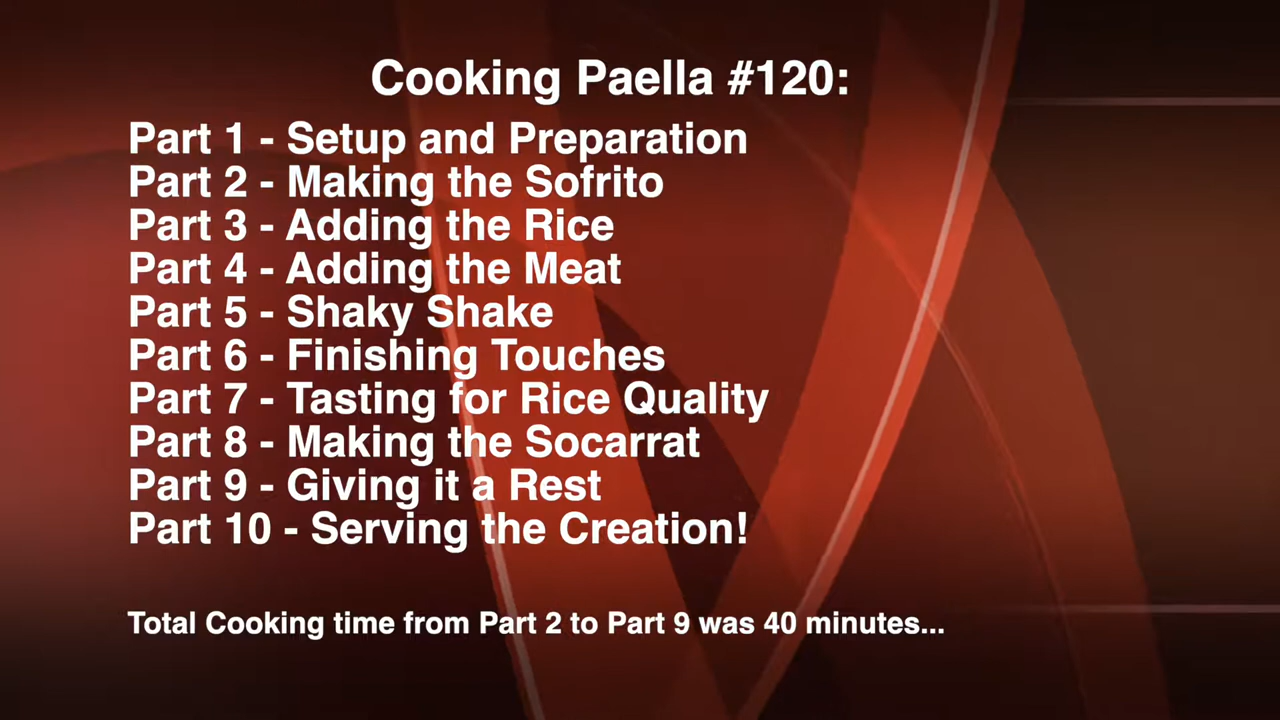 Cooking Paella #120:
Part 1 - Setup and Preparation
Part 2 - Making the Sofrito
Part 3 - Adding the Rice
Part 4 - Adding the Meat
Part 5 - Shaky Shake
Part 6 - Finishing Touches
Part 7 - Tasting for Rice Quality
Part 8 - Making the Socarrat
Part 9 - Giving it a Rest
Part 10 - Serving the Creation!
Total Cooking time from Part 2 to Part 9 was 40 minutes...